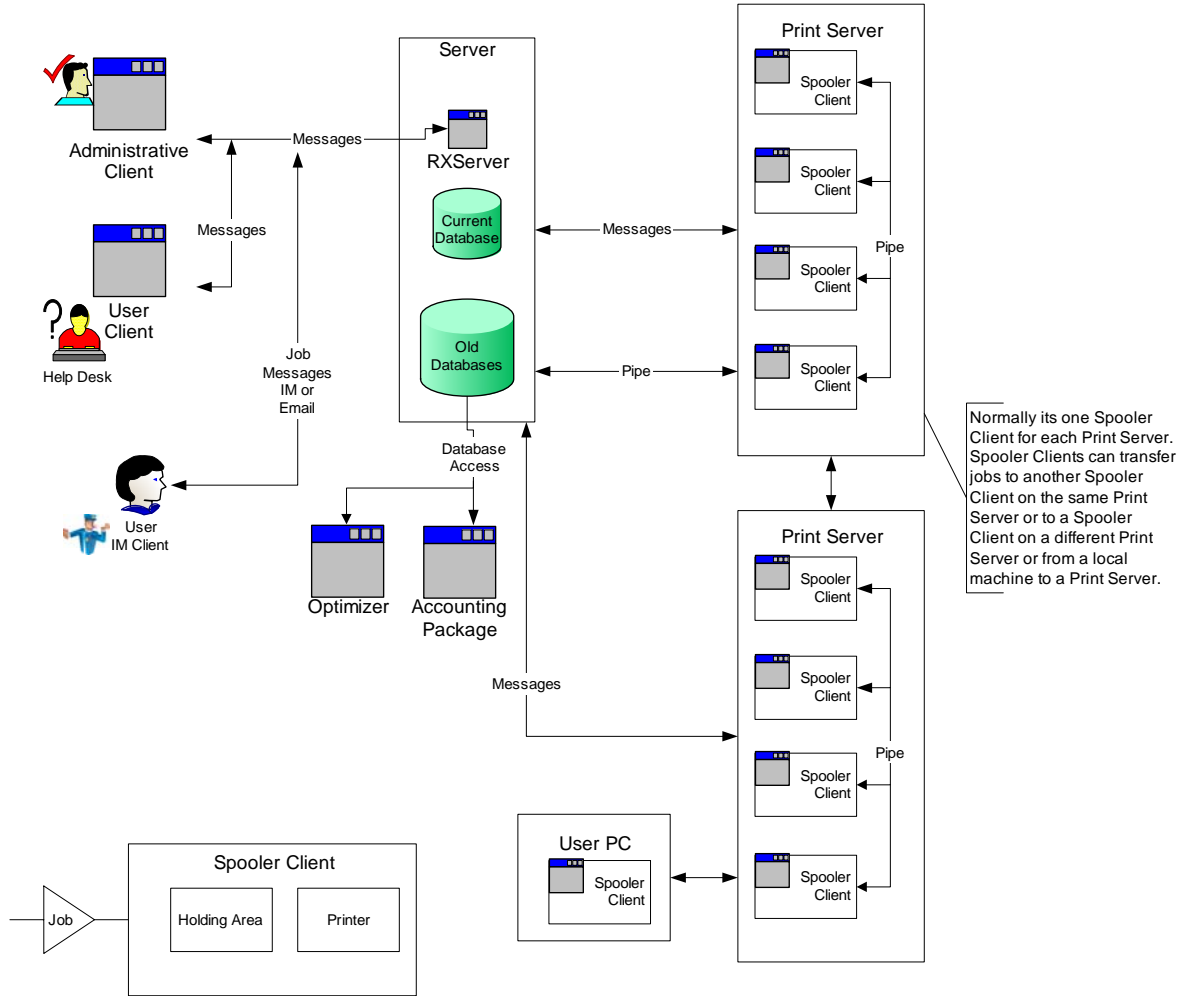 Print Server
Spooler
Client
Spooler
Client
Spooler
Client
Spooler
Client
Pipe
Server
RXServer
Current
Database
Old
Databases
Administrative
Client
Messages
Messages
User
Client
?
Help Desk
Job
Messages
IM or
Email
User
IM Client
Messages
Pipe
Database
Access
Optimizer
Accounting
Package
Messages
Normally its one Spooler
Client for each Print Server.
Spooler Clients can transfer
jobs to another Spooler
Client on the same Print
Server or to a Spooler
Client on a different Print
Server or from a local
machine to a Print Server.
Print Server
Spooler
Client
Spooler
Client
Spooler
Client
Spooler
Client
Pipe
User PC
Spooler
Client
Spooler Client
Job
Holding Area
Printer